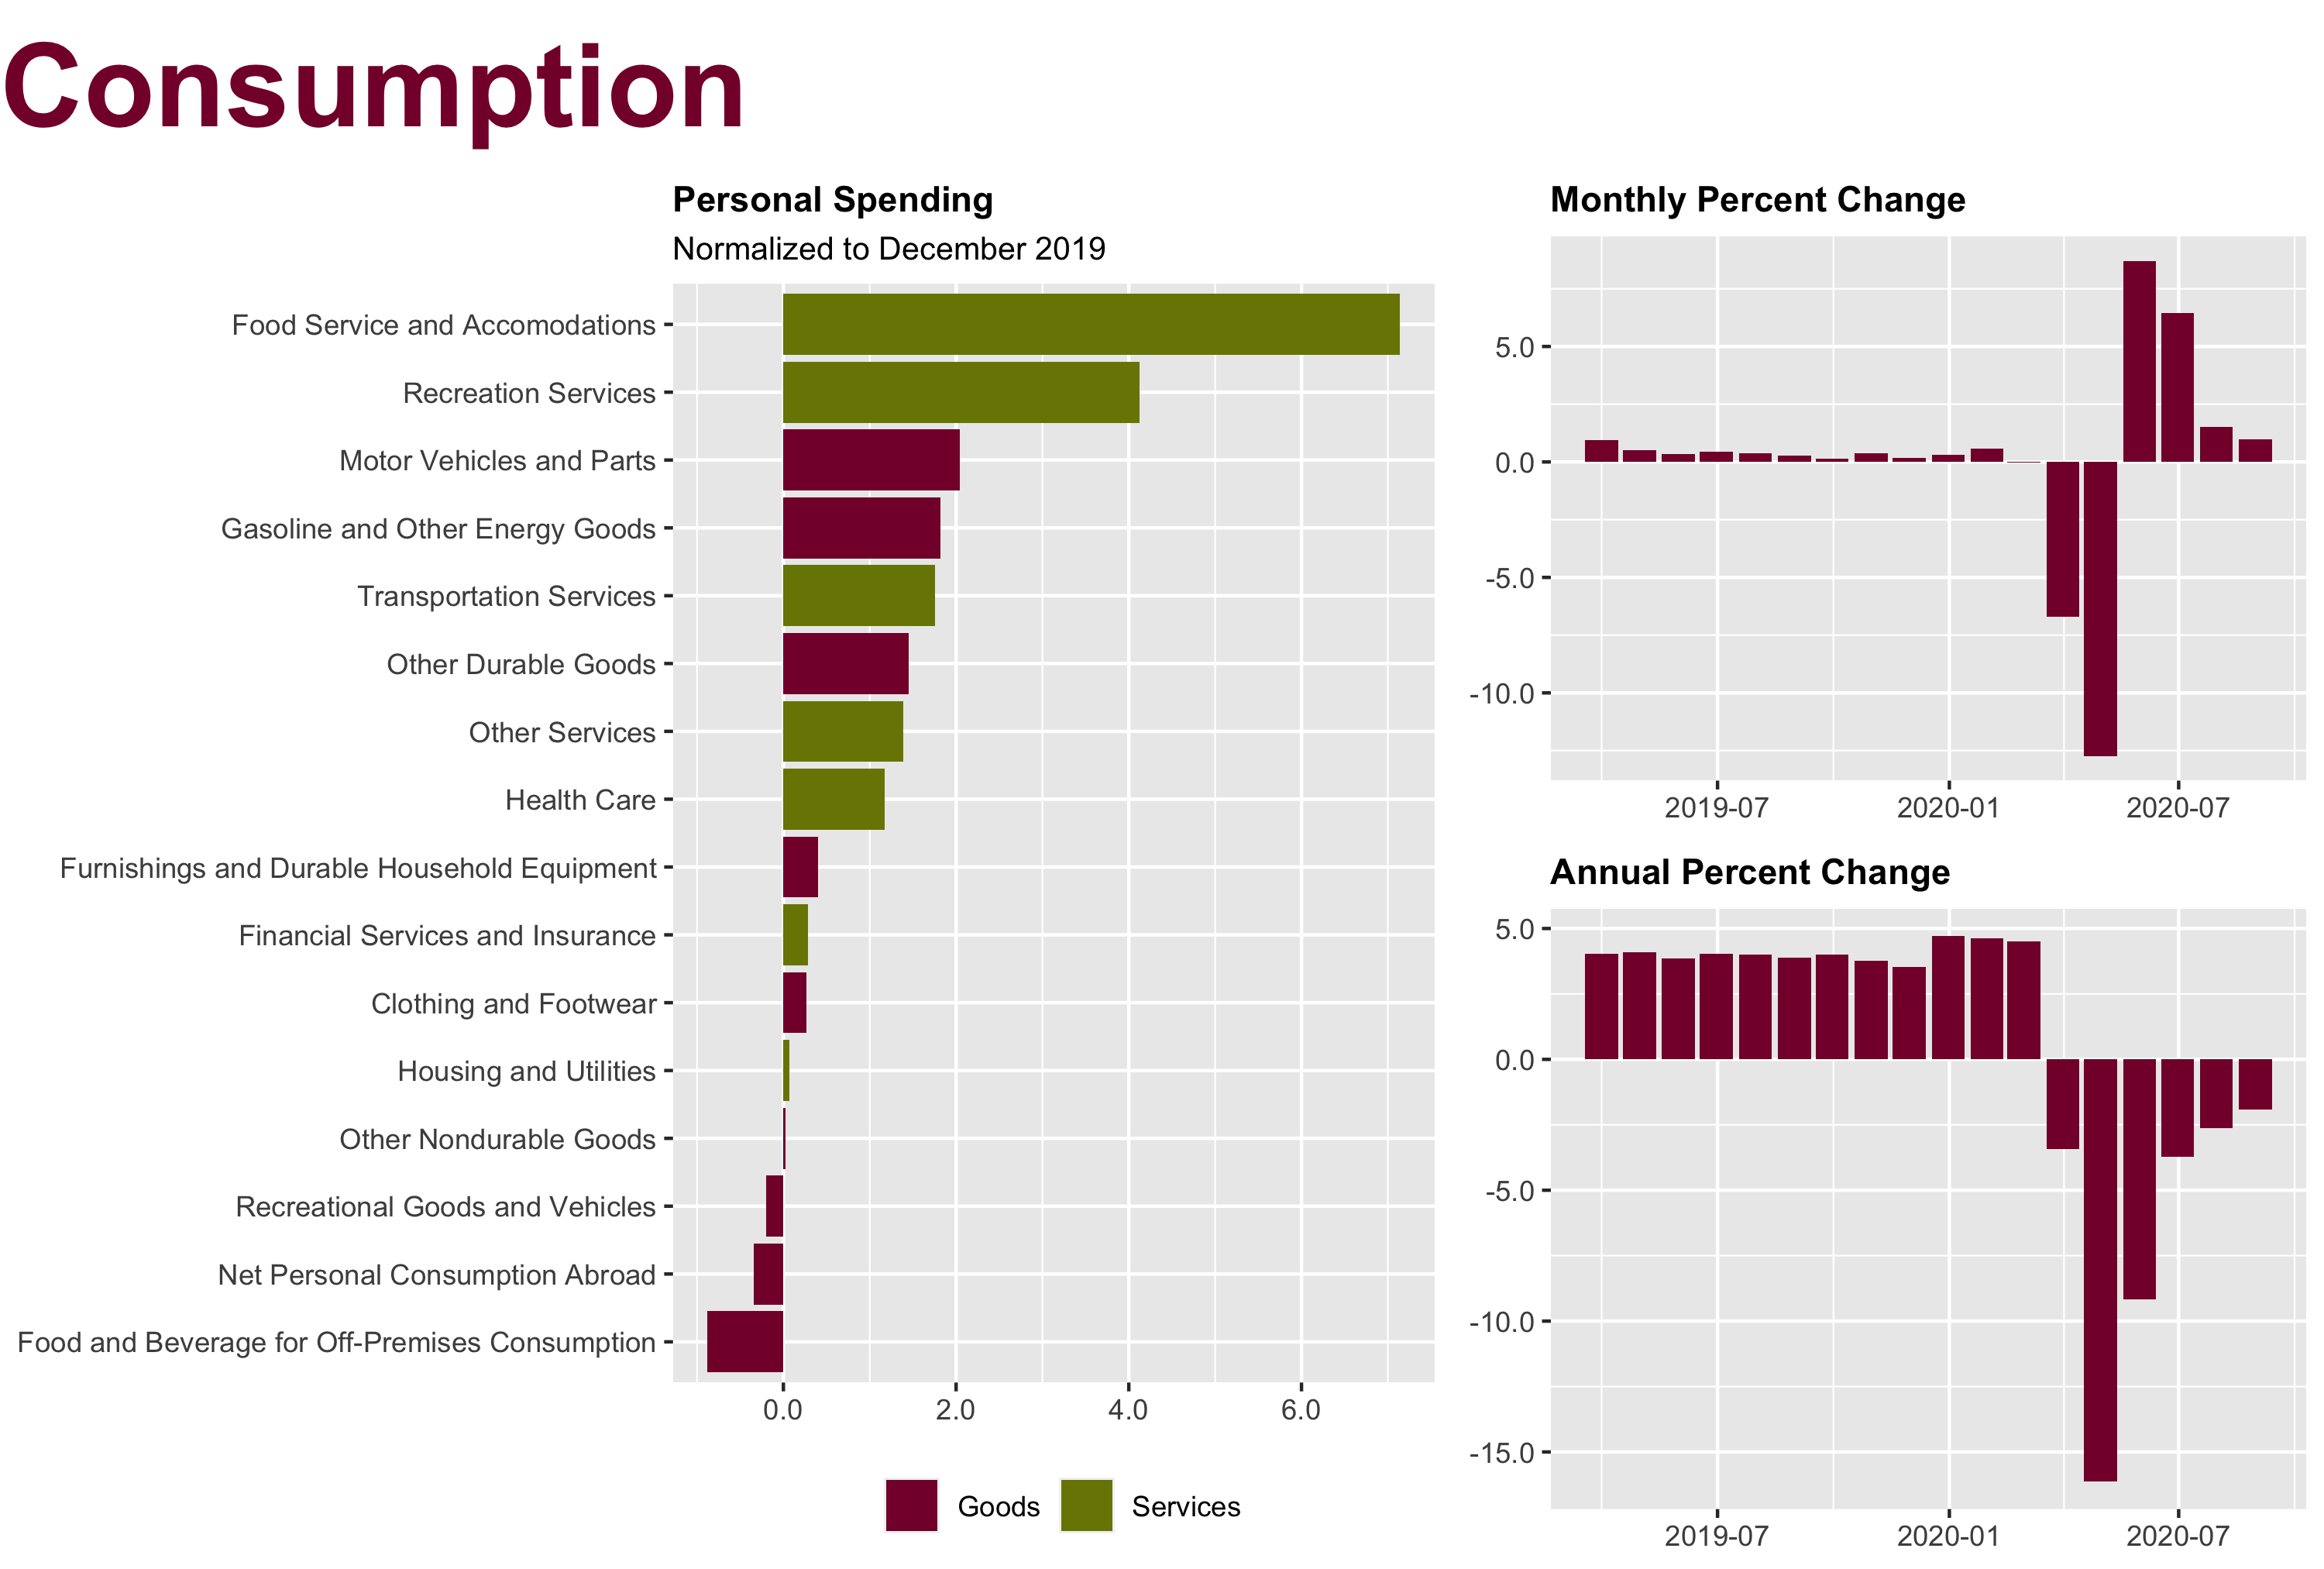 Consumption
Personal Spending
Normalized to December 2019
Food Service and Accomodations
Recreation Services
Motor Vehicles and Parts
Gasoline and Other Energy Goods
Transportation Services
Other Durable Goods
Other Services
Health Care
Furnishings and Durable Household Equipment
Financial Services and Insurance
Clothing and Footwear
Housing and Utilities
Other Nondurable Goods
Recreational Goods and Vehicles
Net Personal Consumption Abroad
Food and Beverage for Off-Premises Consumption
0.0 2.0 4.0 6.0
Goods Services
Monthly Percent Change
5.0
0.0
-5.0
-10.0
2019-07 2020-01 2020-07
Annual Percent Change
5.0
0.0
-5.0
-10.0
-15.0
2019-07 2020-01 2020-07